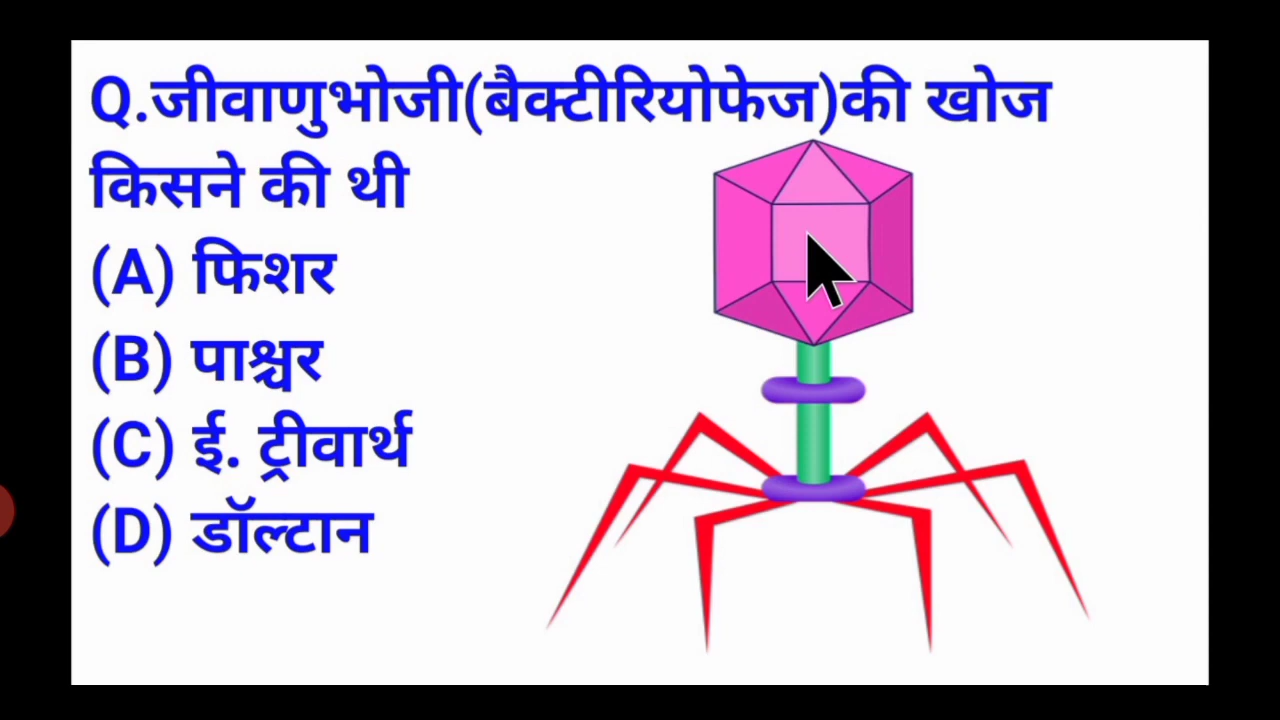 Q.जीवाणुभोजी(बैक्टीरियोफेज)की खोज
किसने की थी
(A) फिशर
(B) पाश्चर
(C) ई. ट्रीवार्थ
(D) डॉल्टान